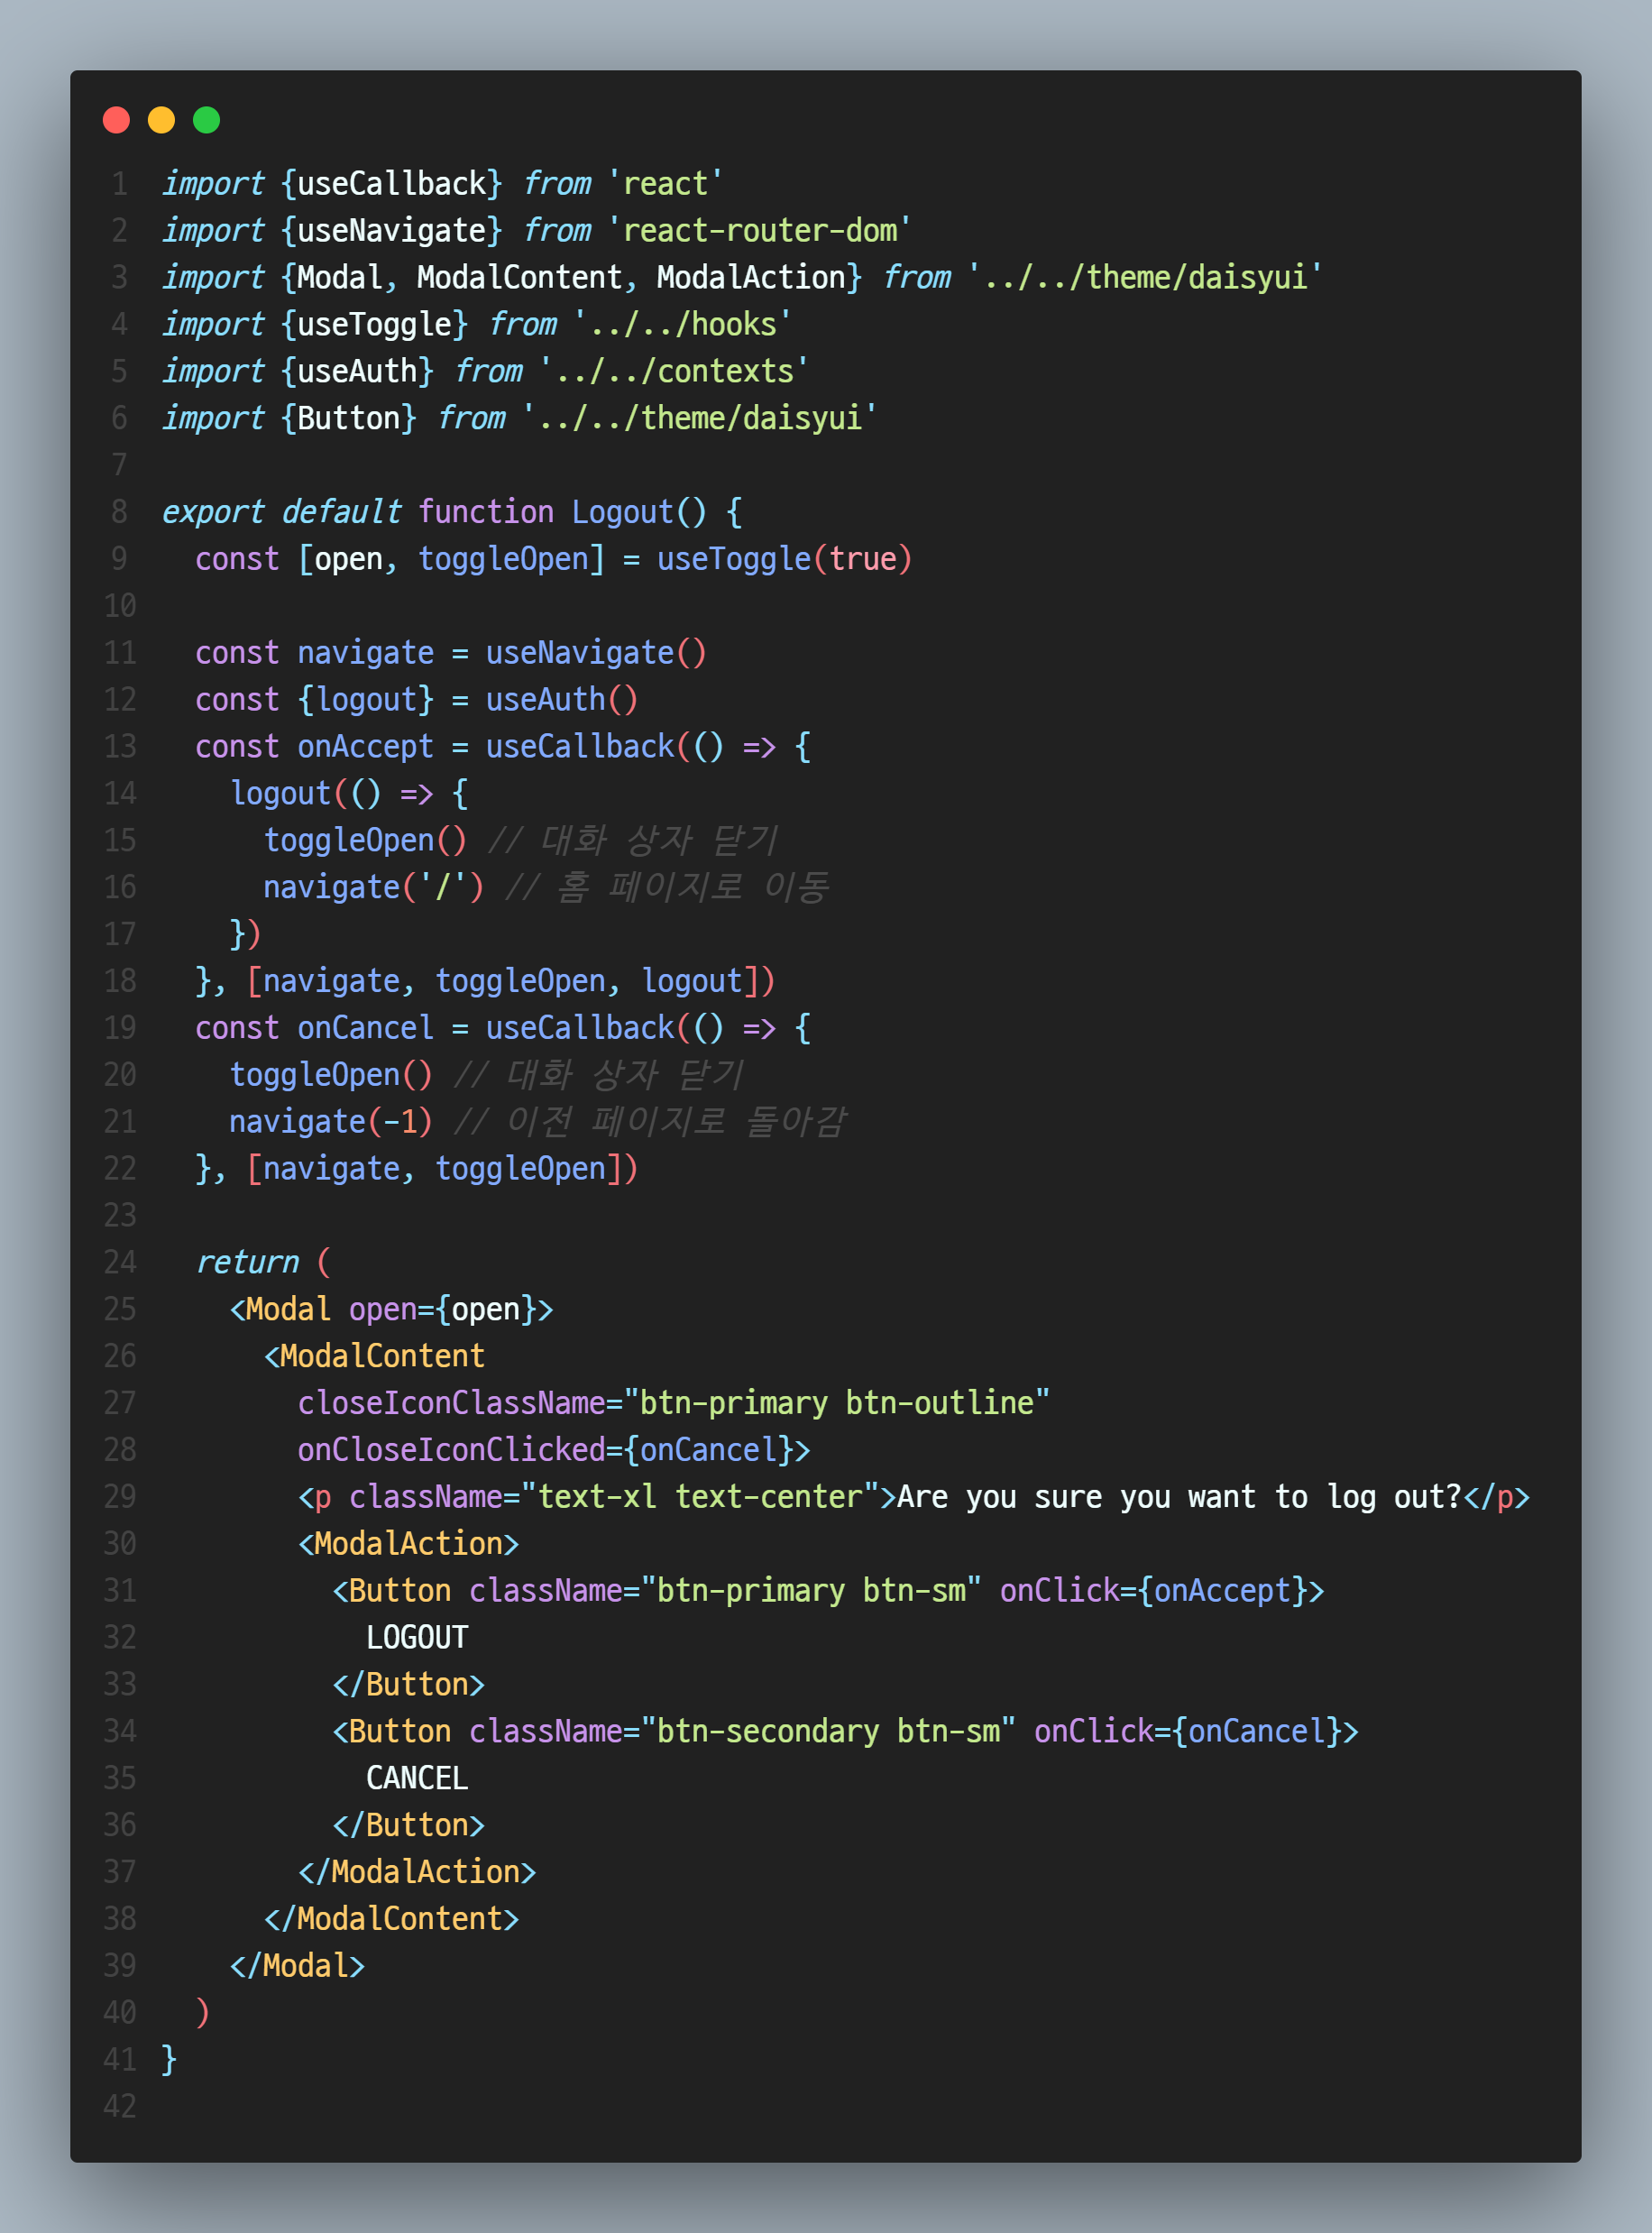 1 import {useCallback} from 'react'
2 import {useNavigate} from 'react-router-dom'
3 import {Modal, ModalContent, ModalAction} from '../../theme/daisyui'
4 import {useToggle} from '../../hooks'
5 import {useAuth} from '../../contexts'
6 import {Button} from '../../theme/daisyui'
7
8 export default function Logout() {
9   const [open, toggleOpen] = useToggle(true)
10
11   const navigate = useNavigate()
12   const {logout} = useAuth()
13   const onAccept = useCallback(() => {
14     logout(() => {
15       toggleOpen() // 대화 상자 닫기
16       navigate('/') // 홈 페이지로 이동
17     })
18   }, [navigate, toggleOpen, logout])
19   const onCancel = useCallback(() => {
20     toggleOpen() // 대화 상자 닫기
21     navigate(-1) // 이전 페이지로 돌아감
22   }, [navigate, toggleOpen])
23
24   return (
25     <Modal open={open}>
26       <ModalContent
27         closeIconClassName="btn-primary btn-outline"
28         onCloseIconClicked={onCancel}>
29         <p className="text-xl text-center">Are you sure you want to log out?</p>
30         <ModalAction>
31           <Button className="btn-primary btn-sm" onClick={onAccept}>
32             LOGOUT
33           </Button>
34           <Button className="btn-secondary btn-sm" onClick={onCancel}>
35             CANCEL
36           </Button>
37         </ModalAction>
38       </ModalContent>
39     </Modal>
40   )
41 }
42